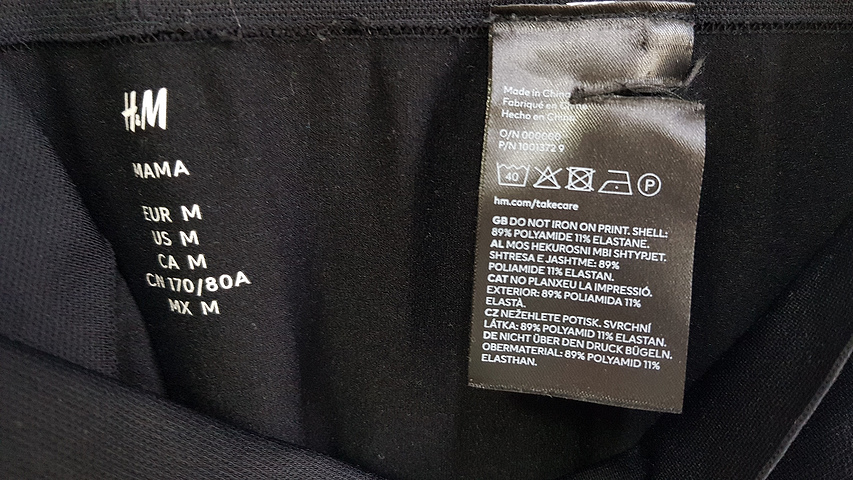 H&M
MAMA
EUR M
US M
CA M
CN 170/80A
MX M
Made in China
Fabriqué en
Hecho en
O/N 000000
P/N 1001372 9
40
P
hm.com/takecare
GB DO NOT IRON ON PRINT. SHELL:
89% POLYAMIDE 11% ELASTANE.
AL MOS HEKUROSNI MBI SHTYPJET.
SHTRESA E JASHTME: 89%
POLIAMIDE 11% ELASTAN.
CAT NO PLANXEU LA IMPRESSIÓ.
EXTERIOR: 89% POLIAMIDA 11%
ELASTÀ.
CZ NEŽEHLETE POTISK. SVRCHNÍ
LÁTKA: 89% POLYAMID 11% ELASTAN.
DE NICHT ÜBER DEN DRUCK BÜGELN.
OBERMATERIAL: 89% POLYAMID 11%
ELASTHAN.